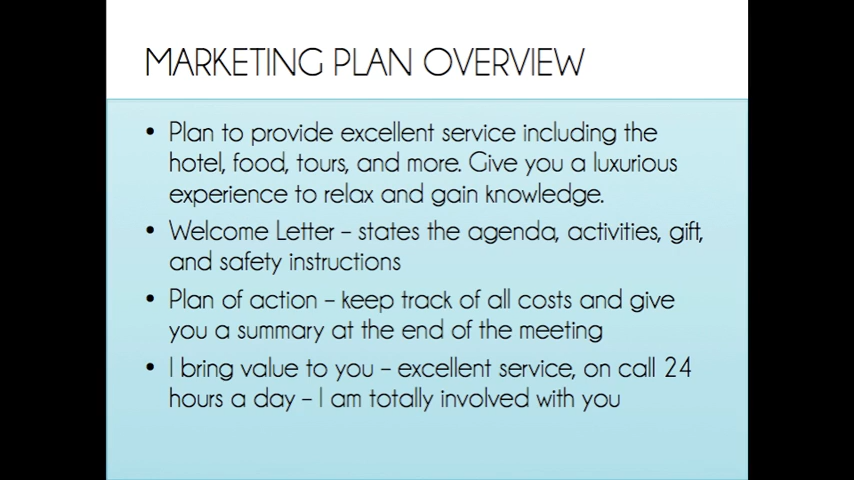 MARKETING PLAN OVERVIEW
• Plan to provide excellent service including the
hotel, food, tours, and more. Give you a luxurious
experience to relax and gain knowledge.
• Welcome Letter – states the agenda, activities, gift,
and safety instructions
• Plan of action – keep track of all costs and give
you a summary at the end of the meeting
• I bring value to you – excellent service, on call 24
hours a day – I am totally involved with you